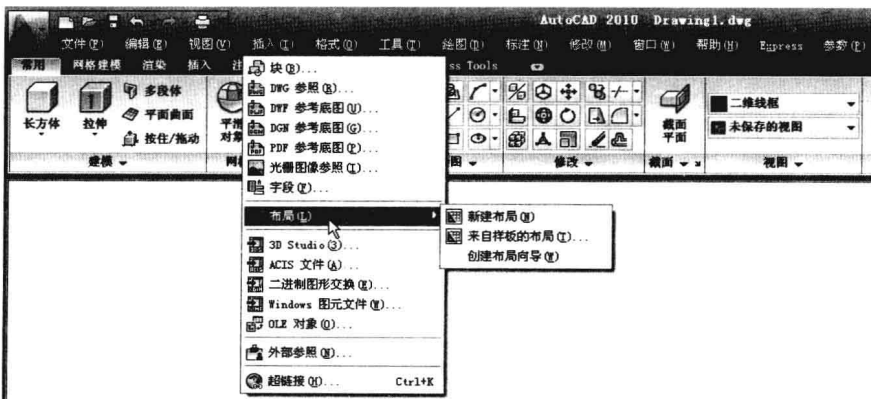 AutoCAD 2010 Drawing1.dwg
文件(F) 编辑(E) 视图(V) 插入(I) 格式(O) 工具(T) 绘图(D) 标注(N) 修改(M) 窗口(W) 帮助(H) Express 参数(P)
常用 网格建模 渲染 插入 注 ss Tools
长方体 拉伸 多段体 平面曲面 按住/拖动 平滑 对象 截面 平面 二维线框 未保存的视图
建模 网 图 修改 截面 视图
块(B)...
DWG 参照(R)...
DWF 参考底图(U)...
DGN 参考底图(G)...
PDF 参考底图(O)...
光栅图像参照(I)...
字段(F)...
布局(L)
新建布局(N)
来自样板的布局(T)...
创建布局向导(W)
3D Studio(3)...
ACIS 文件(A)...
二进制图形交换(E)...
Windows 图元文件(W)...
OLE 对象(O)...
外部参照(N)...
超链接(H)... Ctrl+K